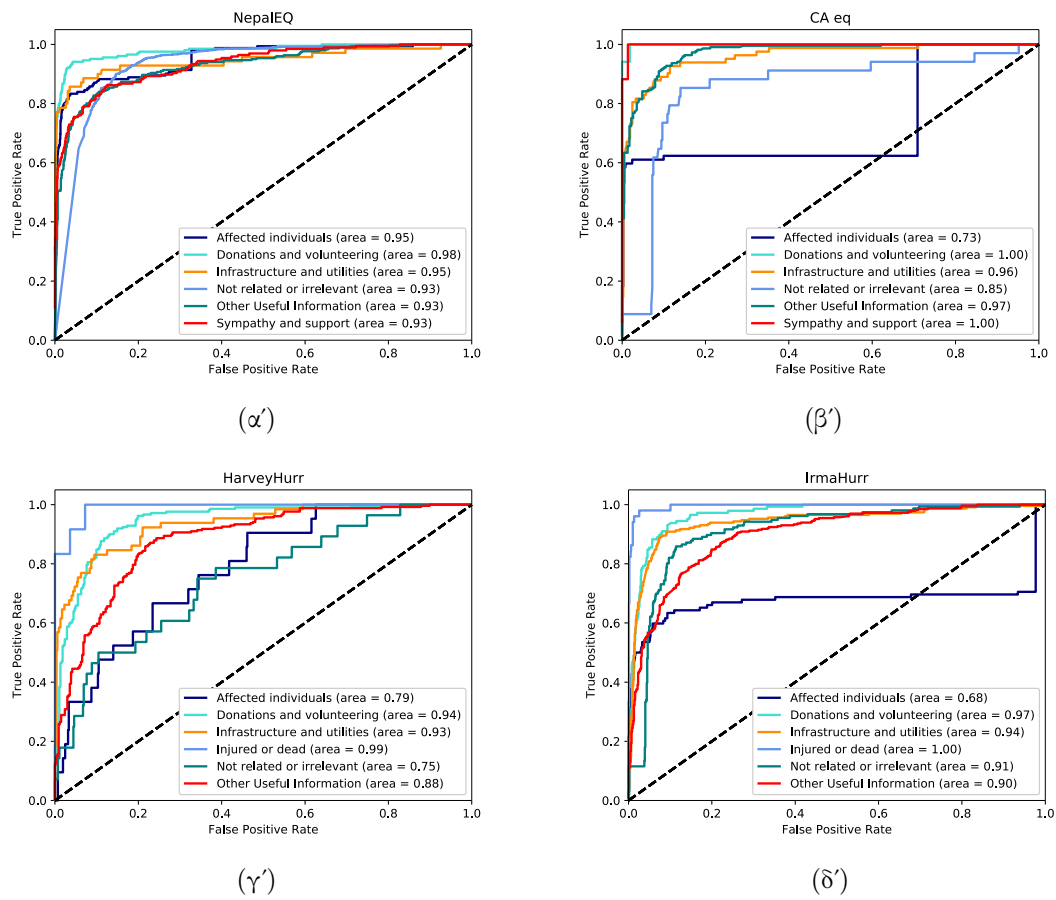 NepalEQ
1.0
0.8
0.6
0.4
0.2
0.0
True Positive Rate
Affected individuals (area = 0.95)
Donations and volunteering (area = 0.98)
Infrastructure and utilities (area = 0.95)
Not related or irrelevant (area = 0.93)
Other Useful Information (area = 0.93)
Sympathy and support (area = 0.93)
0.0 0.2 0.4 0.6 0.8 1.0
False Positive Rate
(α′)
CA eq
1.0
0.8
0.6
0.4
0.2
0.0
True Positive Rate
Affected individuals (area = 0.73)
Donations and volunteering (area = 1.00)
Infrastructure and utilities (area = 0.96)
Not related or irrelevant (area = 0.85)
Other Useful Information (area = 0.97)
Sympathy and support (area = 1.00)
0.0 0.2 0.4 0.6 0.8 1.0
False Positive Rate
(β′)
HarveyHurr
1.0
0.8
0.6
0.4
0.2
0.0
True Positive Rate
Affected individuals (area = 0.79)
Donations and volunteering (area = 0.94)
Infrastructure and utilities (area = 0.93)
Injured or dead (area = 0.99)
Not related or irrelevant (area = 0.75)
Other Useful Information (area = 0.88)
0.0 0.2 0.4 0.6 0.8 1.0
False Positive Rate
(γ′)
IrmaHurr
1.0
0.8
0.6
0.4
0.2
0.0
True Positive Rate
Affected individuals (area = 0.68)
Donations and volunteering (area = 0.97)
Infrastructure and utilities (area = 0.94)
Injured or dead (area = 1.00)
Not related or irrelevant (area = 0.91)
Other Useful Information (area = 0.90)
0.0 0.2 0.4 0.6 0.8 1.0
False Positive Rate
(δ′)